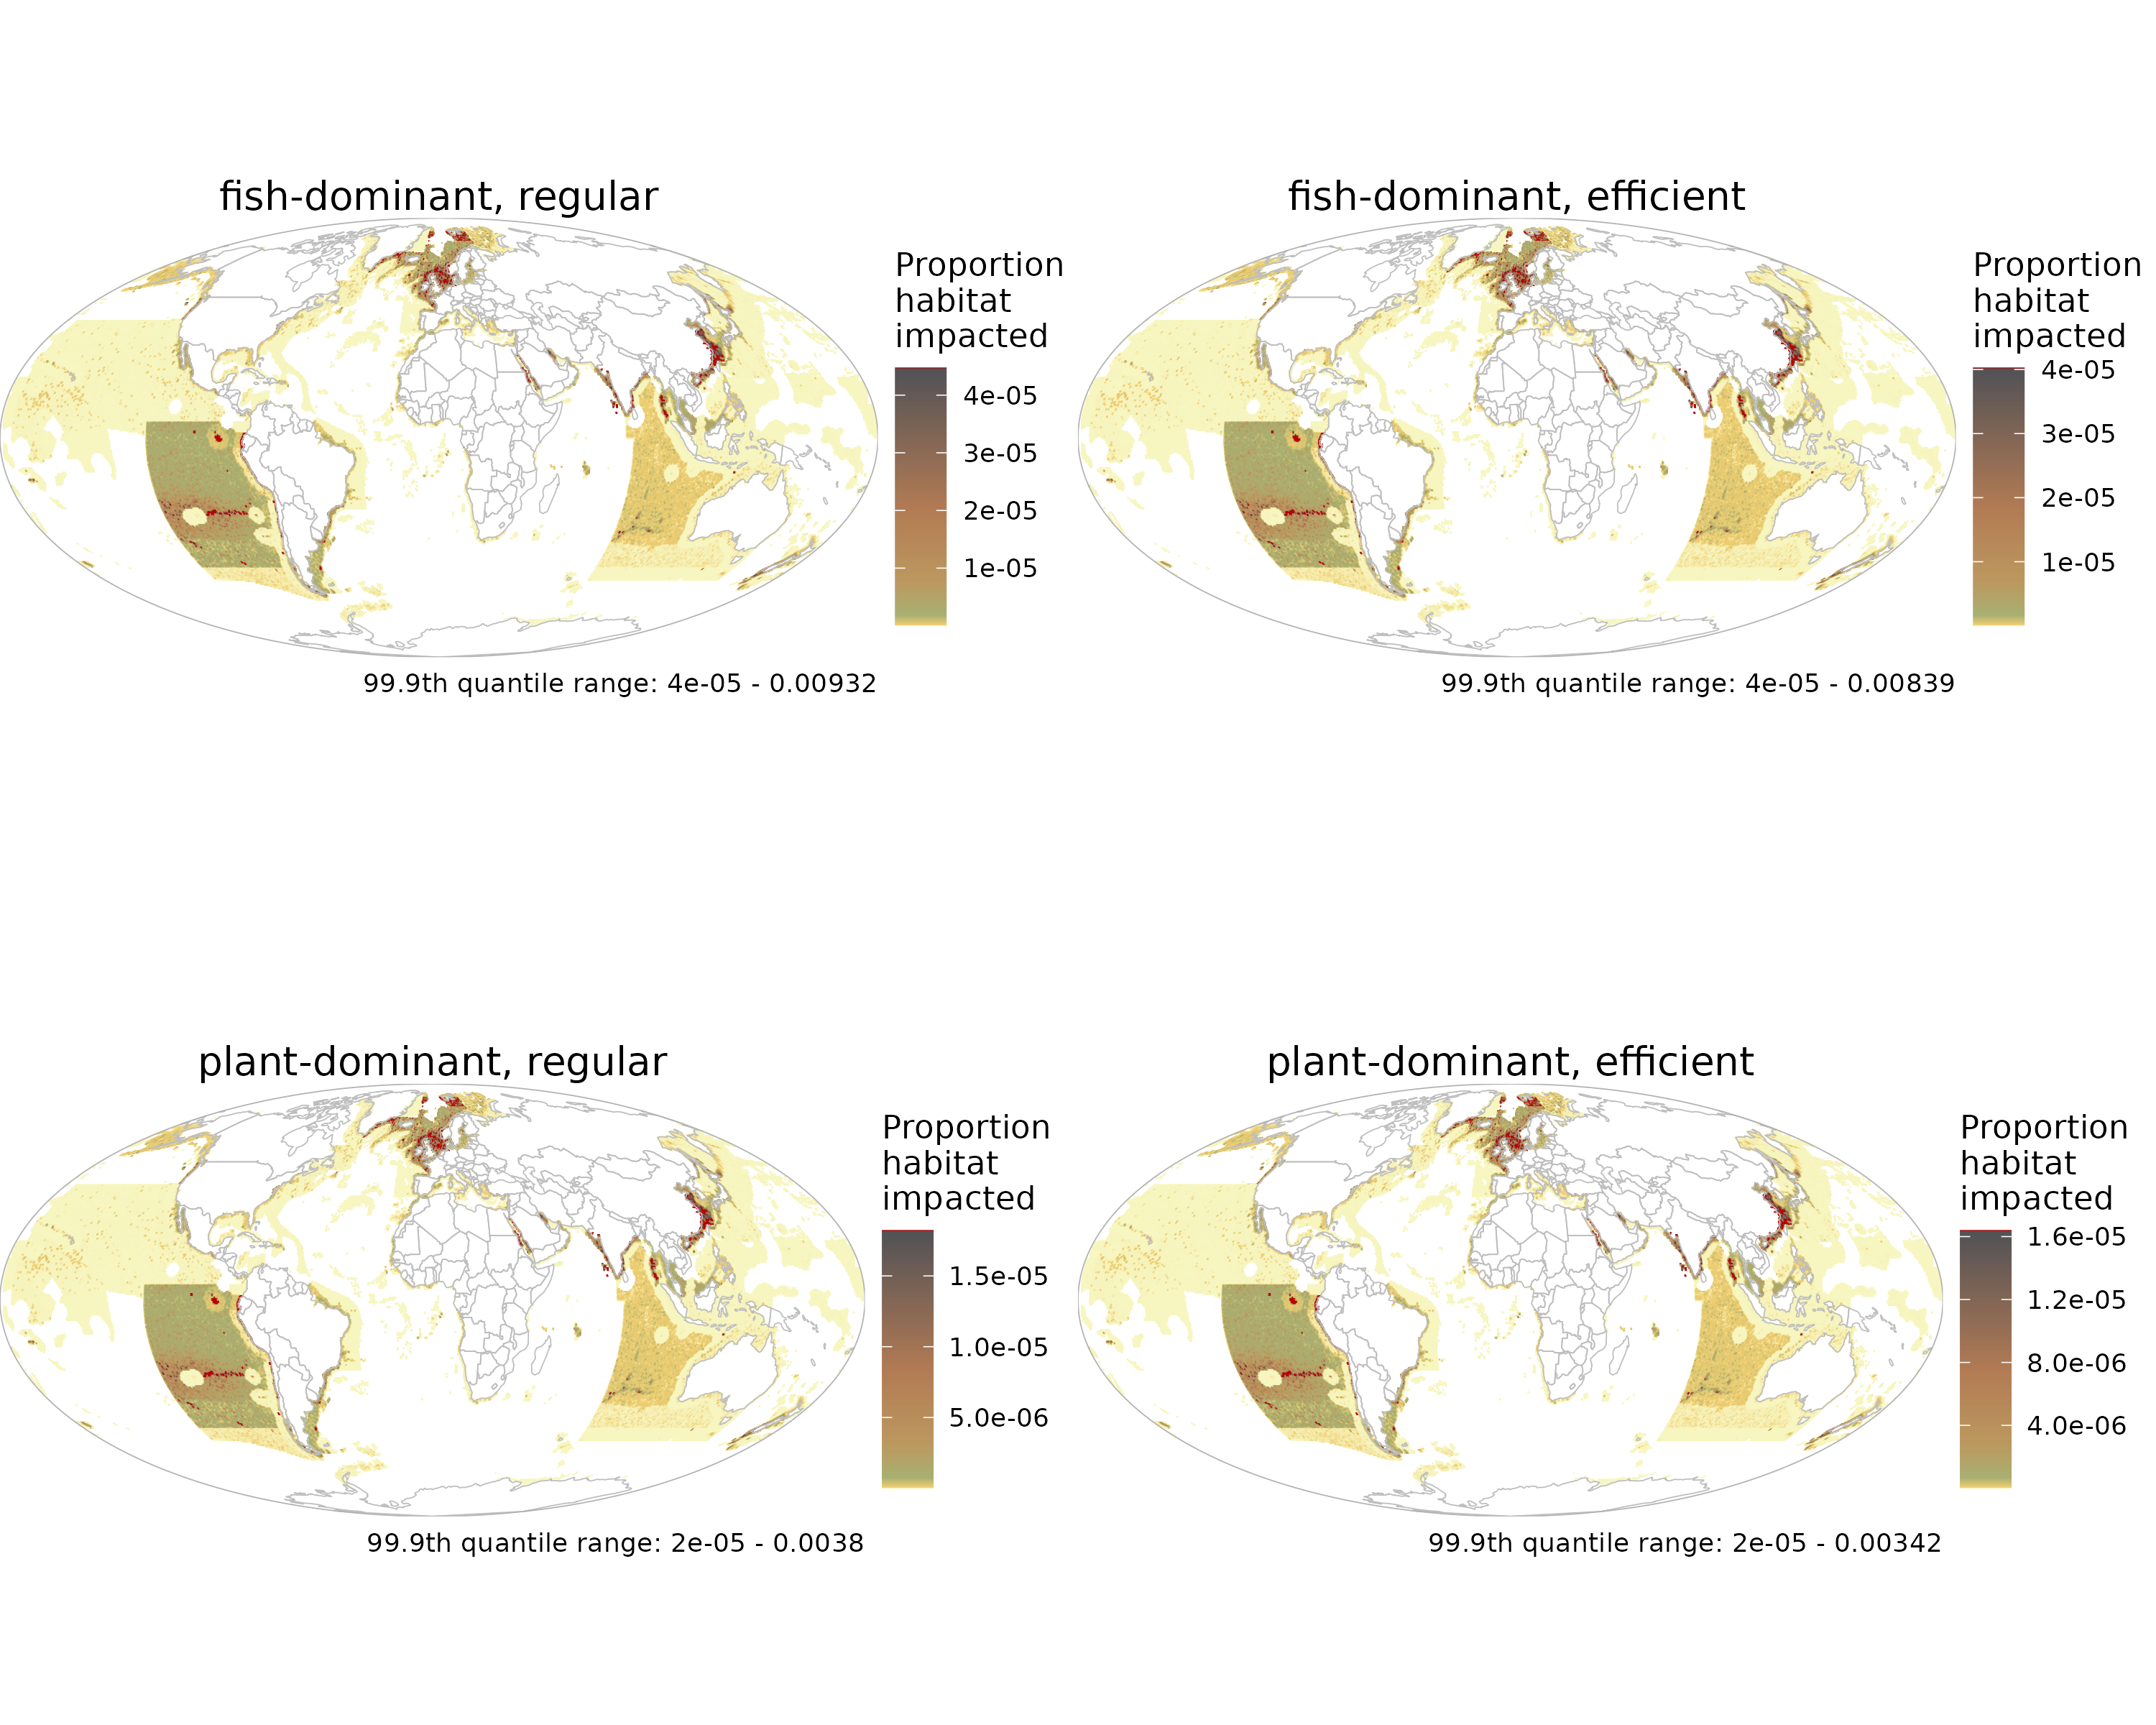 fish-dominant, regular
Proportion
habitat
impacted
4e-05
3e-05
2e-05
1e-05
99.9th quantile range: 4e-05 - 0.00932
fish-dominant, efficient
Proportion
habitat
impacted
4e-05
3e-05
2e-05
1e-05
99.9th quantile range: 4e-05 - 0.00839
plant-dominant, regular
Proportion
habitat
impacted
1.5e-05
1.0e-05
5.0e-06
99.9th quantile range: 2e-05 - 0.0038
plant-dominant, efficient
Proportion
habitat
impacted
1.6e-05
1.2e-05
8.0e-06
4.0e-06
99.9th quantile range: 2e-05 - 0.00342